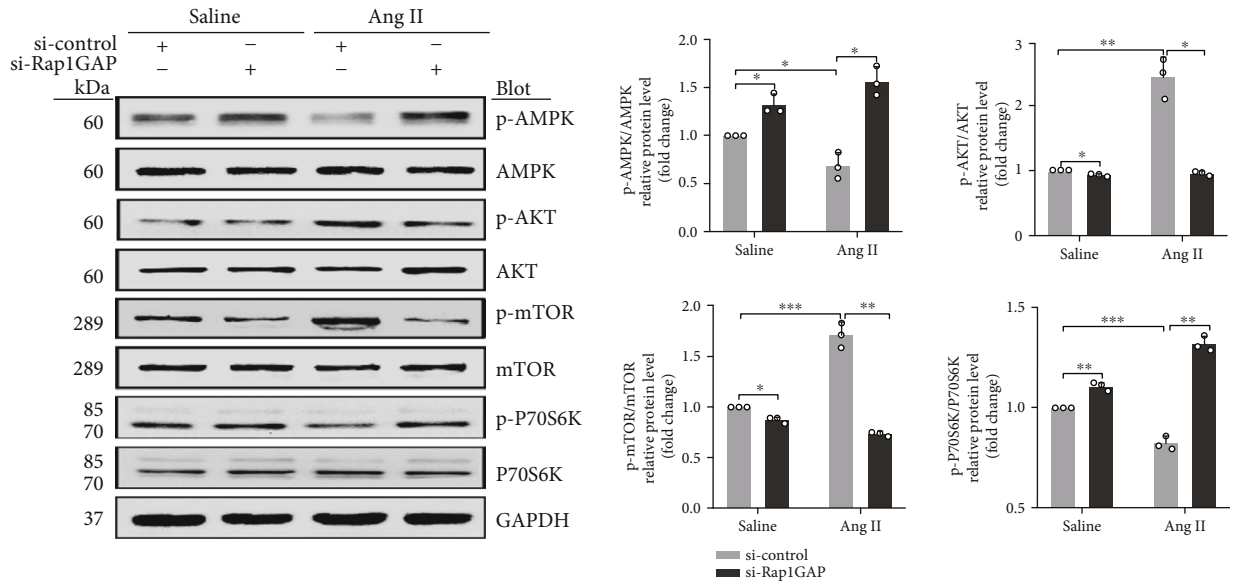 Saline Ang II
si-control + − + −
si-Rap1GAP − + − +
kDa Blot
60 p-AMPK
60 AMPK
60 p-AKT
60 AKT
289 p-mTOR
289 mTOR
85
70 p-P70S6K
85
70 P70S6K
37 GAPDH
p-AMPK/AMPK
relative protein level
(fold change)
2.0
1.5
1.0
0.5
0.0
* * *
Saline Ang II
p-AKT/AKT
relative protein level
(fold change)
3
2
1
0
* ** *
Saline Ang II
p-mTOR/mTOR
relative protein level
(fold change)
2.0
1.5
1.0
0.5
0.0
* *** **
Saline Ang II
p-P70S6K/P70S6K
relative protein level
(fold change)
1.5
1.0
0.5
** *** **
Saline Ang II
si-control
si-Rap1GAP